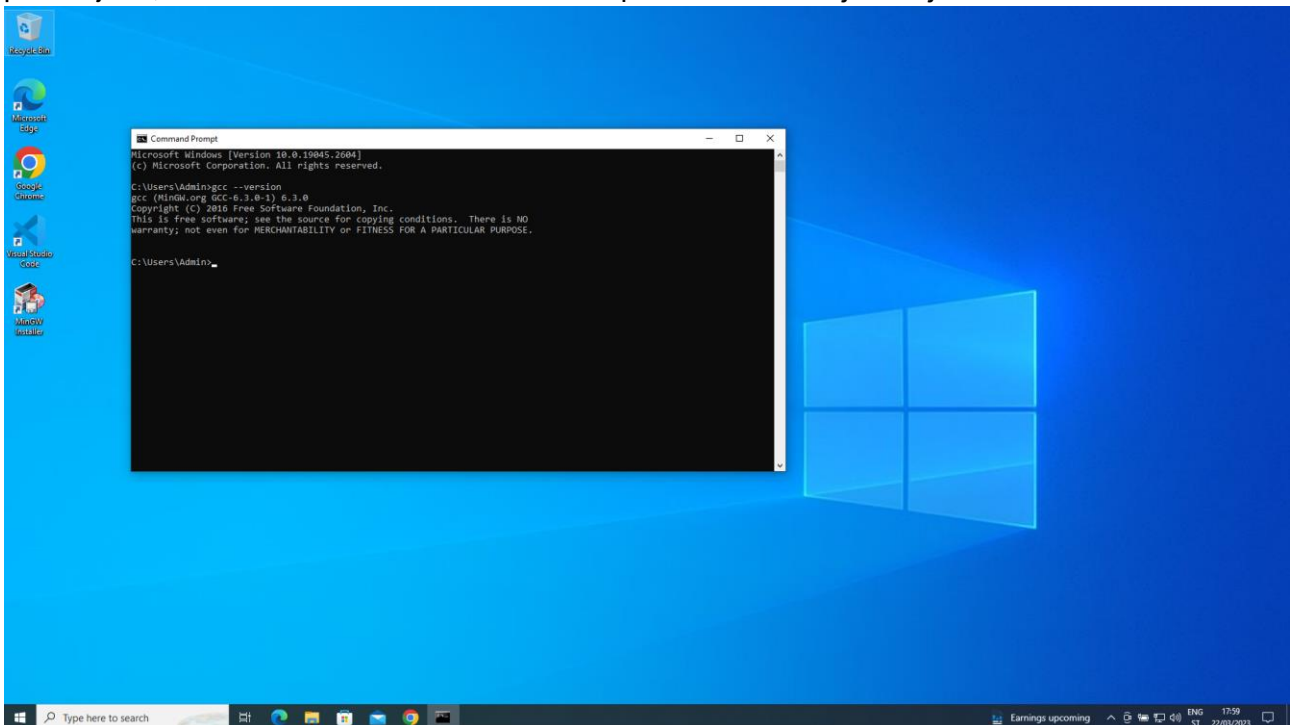 Recycle Bin
Microsoft
Edge
Google
Chrome
Visual Studio
Code
MinGW
Installer
Command Prompt
Microsoft Windows [Version 10.0.19045.2604]
(c) Microsoft Corporation. All rights reserved.
C:\Users\Admin>gcc --version
gcc (MinGW.org GCC-6.3.0-1) 6.3.0
Copyright (C) 2016 Free Software Foundation, Inc.
This is free software; see the source for copying conditions.  There is NO
warranty; not even for MERCHANTABILITY or FITNESS FOR A PARTICULAR PURPOSE.
C:\Users\Admin>
Type here to search
Earnings upcoming
ENG
ST
17:59
22/03/2023